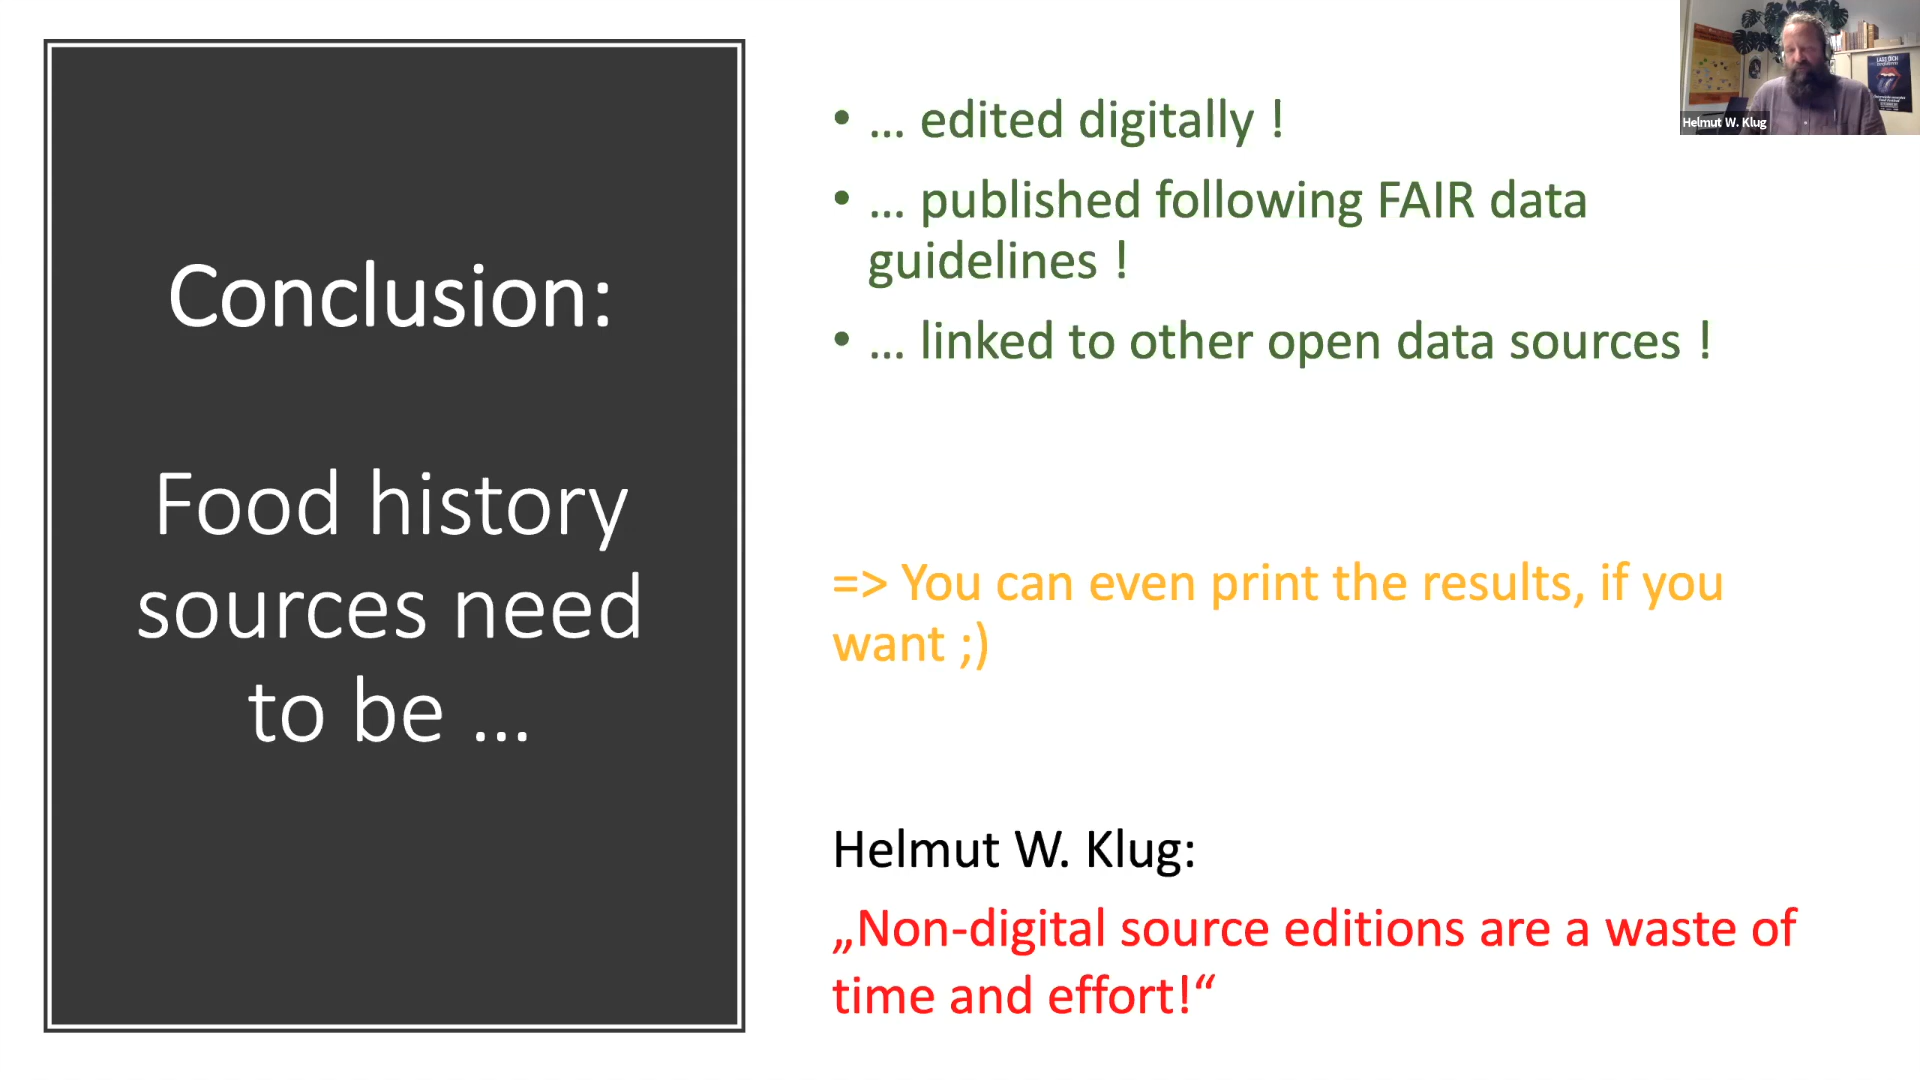 Conclusion:
Food history
sources need
to be ...
• ... edited digitally !
• ... published following FAIR data
guidelines !
• ... linked to other open data sources !
=> You can even print the results, if you
want ;)
Helmut W. Klug:
„Non-digital source editions are a waste of
time and effort!“
Helmut W. Klug